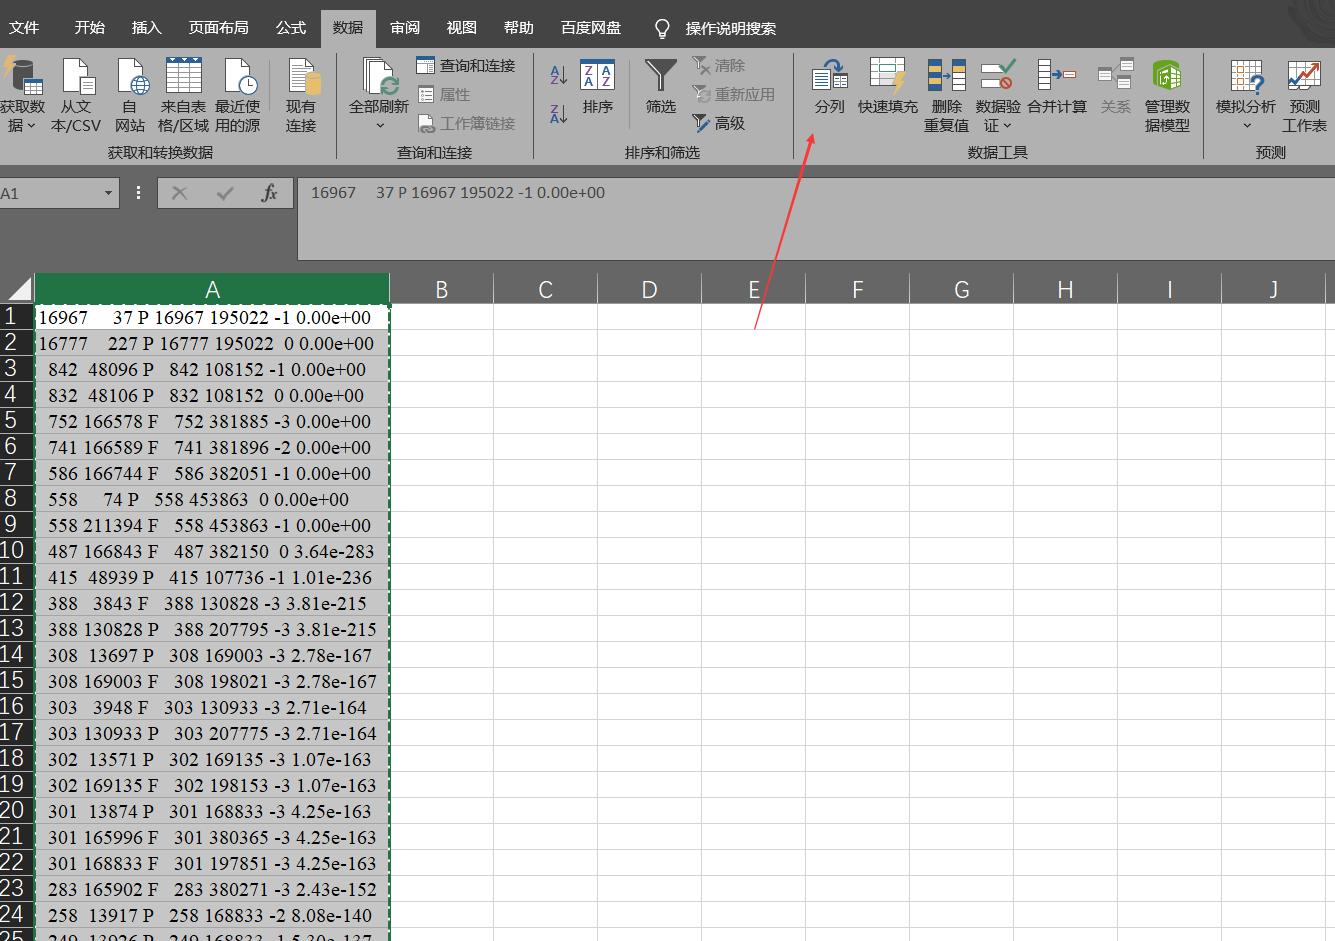 文件 开始 插入 页面布局 公式 数据 审阅 视图 帮助 百度网盘 操作说明搜索
获取数据 从文本/CSV 自网站 来自表格/区域 最近使用的源 现有连接
获取和转换数据
全部刷新 查询和连接 属性 工作簿链接
查询和连接
排序 筛选 清除 重新应用 高级
排序和筛选
分列 快速填充 删除重复值 数据验证 合并计算 关系 管理数据模型
数据工具
模拟分析 预测工作表
预测
A1 fx 16967 37 P 16967 195022 -1 0.00e+00
A B C D E F G H I J
1 16967 37 P 16967 195022 -1 0.00e+00
2 16777 227 P 16777 195022 0 0.00e+00
3 842 48096 P 842 108152 -1 0.00e+00
4 832 48106 P 832 108152 0 0.00e+00
5 752 166578 F 752 381885 -3 0.00e+00
6 741 166589 F 741 381896 -2 0.00e+00
7 586 166744 F 586 382051 -1 0.00e+00
8 558 74 P 558 453863 0 0.00e+00
9 558 211394 F 558 453863 -1 0.00e+00
10 487 166843 F 487 382150 0 3.64e-283
11 415 48939 P 415 107736 -1 1.01e-236
12 388 3843 F 388 130828 -3 3.81e-215
13 388 130828 P 388 207795 -3 3.81e-215
14 308 13697 P 308 169003 -3 2.78e-167
15 308 169003 F 308 198021 -3 2.78e-167
16 303 3948 F 303 130933 -3 2.71e-164
17 303 130933 P 303 207775 -3 2.71e-164
18 302 13571 P 302 169135 -3 1.07e-163
19 302 169135 F 302 198153 -3 1.07e-163
20 301 13874 P 301 168833 -3 4.25e-163
21 301 165996 F 301 380365 -3 4.25e-163
22 301 168833 F 301 197851 -3 4.25e-163
23 283 165902 F 283 380271 -3 2.43e-152
24 258 13917 P 258 168833 -2 8.08e-140
25 249 13926 P 249 168833 -1 5.30e-137